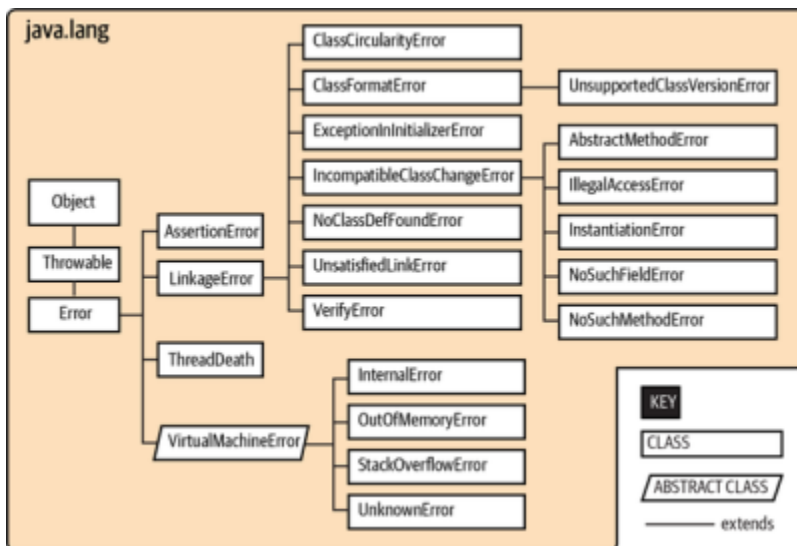 java.lang
Object
Throwable
Error
AssertionError
LinkageError
ThreadDeath
VirtualMachineError
ClassCircularityError
ClassFormatError
ExceptionInInitializerError
IncompatibleClassChangeError
NoClassDefFoundError
UnsatisfiedLinkError
VerifyError
UnsupportedClassVersionError
AbstractMethodError
IllegalAccessError
InstantiationError
NoSuchFieldError
NoSuchMethodError
InternalError
OutOfMemoryError
StackOverflowError
UnknownError
KEY
CLASS
ABSTRACT CLASS
extends